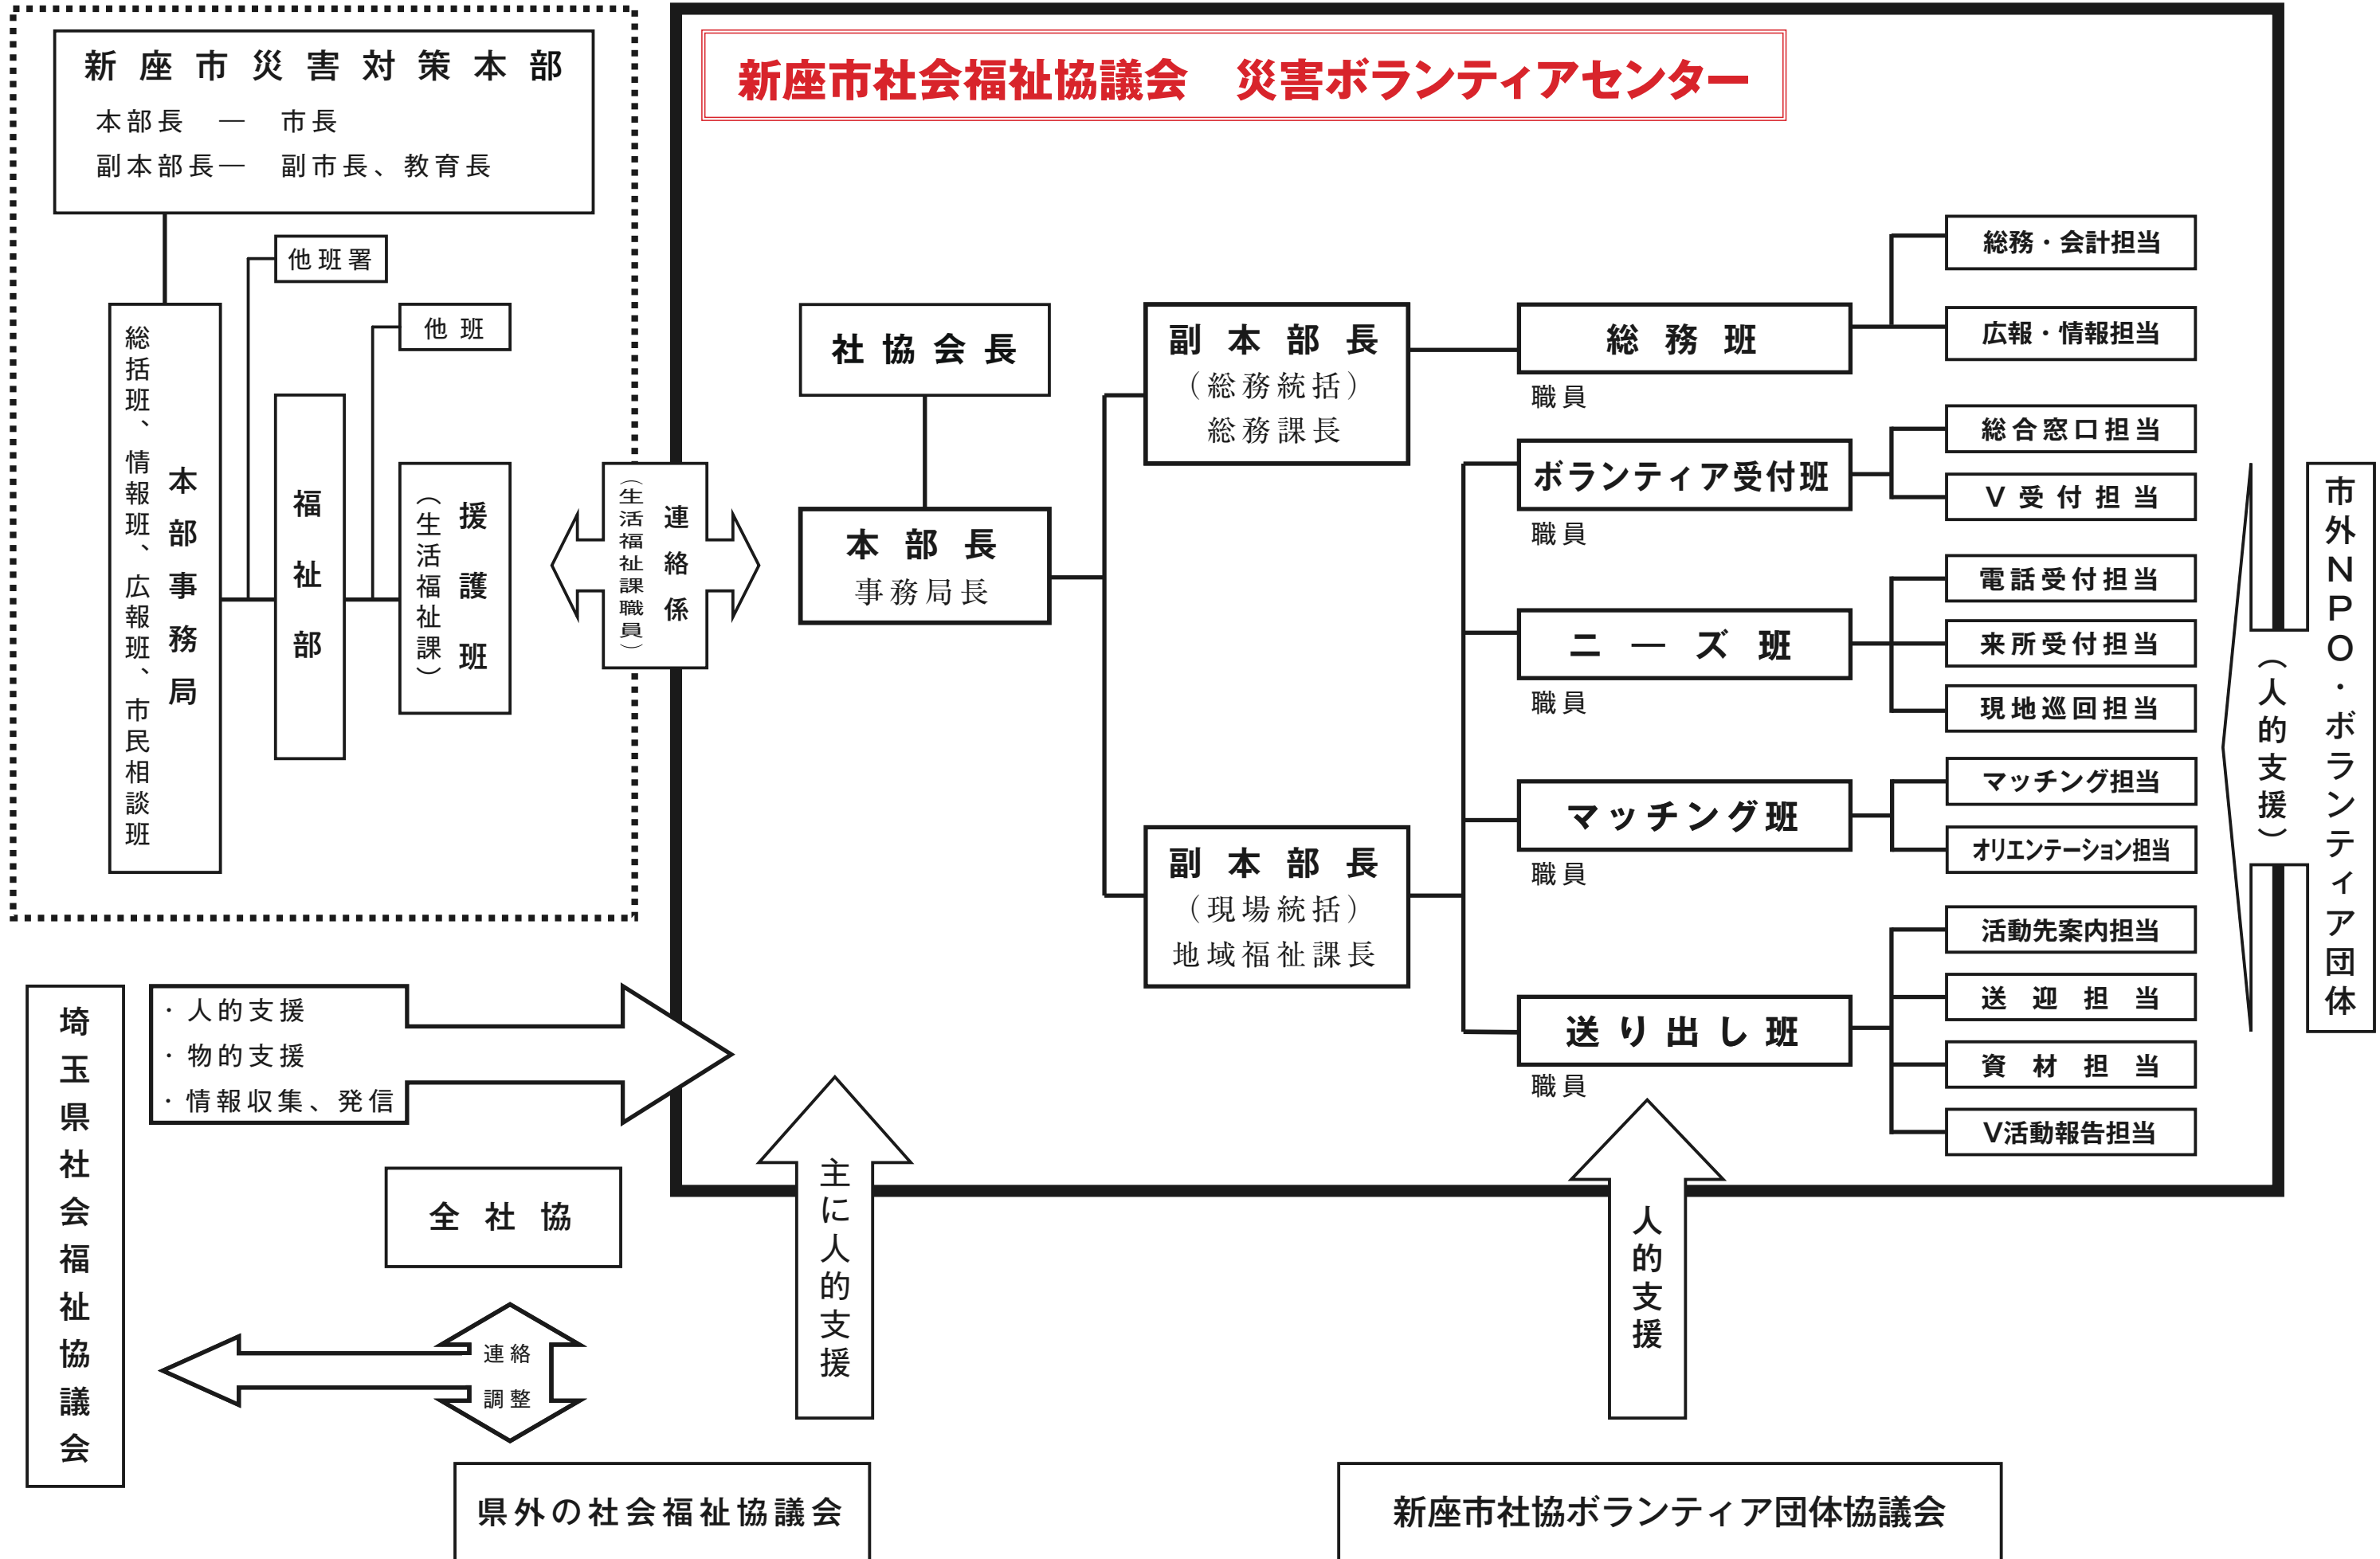 新座市災害対策本部
本部長 ― 市長
副本部長― 副市長、教育長
他班署
他班
総括班、情報班、広報班、市民相談班
本部事務局
福祉部
援護班
（生活福祉課）
連絡係
（生活福祉課職員）
新座市社会福祉協議会　災害ボランティアセンター
社協会長
本部長
事務局長
副本部長
（総務統括）
総務課長
副本部長
（現場統括）
地域福祉課長
総務班
職員
ボランティア受付班
職員
ニーズ班
職員
マッチング班
職員
送り出し班
職員
総務・会計担当
広報・情報担当
総合窓口担当
V受付担当
電話受付担当
来所受付担当
現地巡回担当
マッチング担当
オリエンテーション担当
活動先案内担当
送迎担当
資材担当
V活動報告担当
市外NPO・ボランティア団体
（人的支援）
埼玉県社会福祉協議会
・人的支援
・物的支援
・情報収集、発信
全社協
連絡
調整
主に人的支援
人的支援
県外の社会福祉協議会
新座市社協ボランティア団体協議会